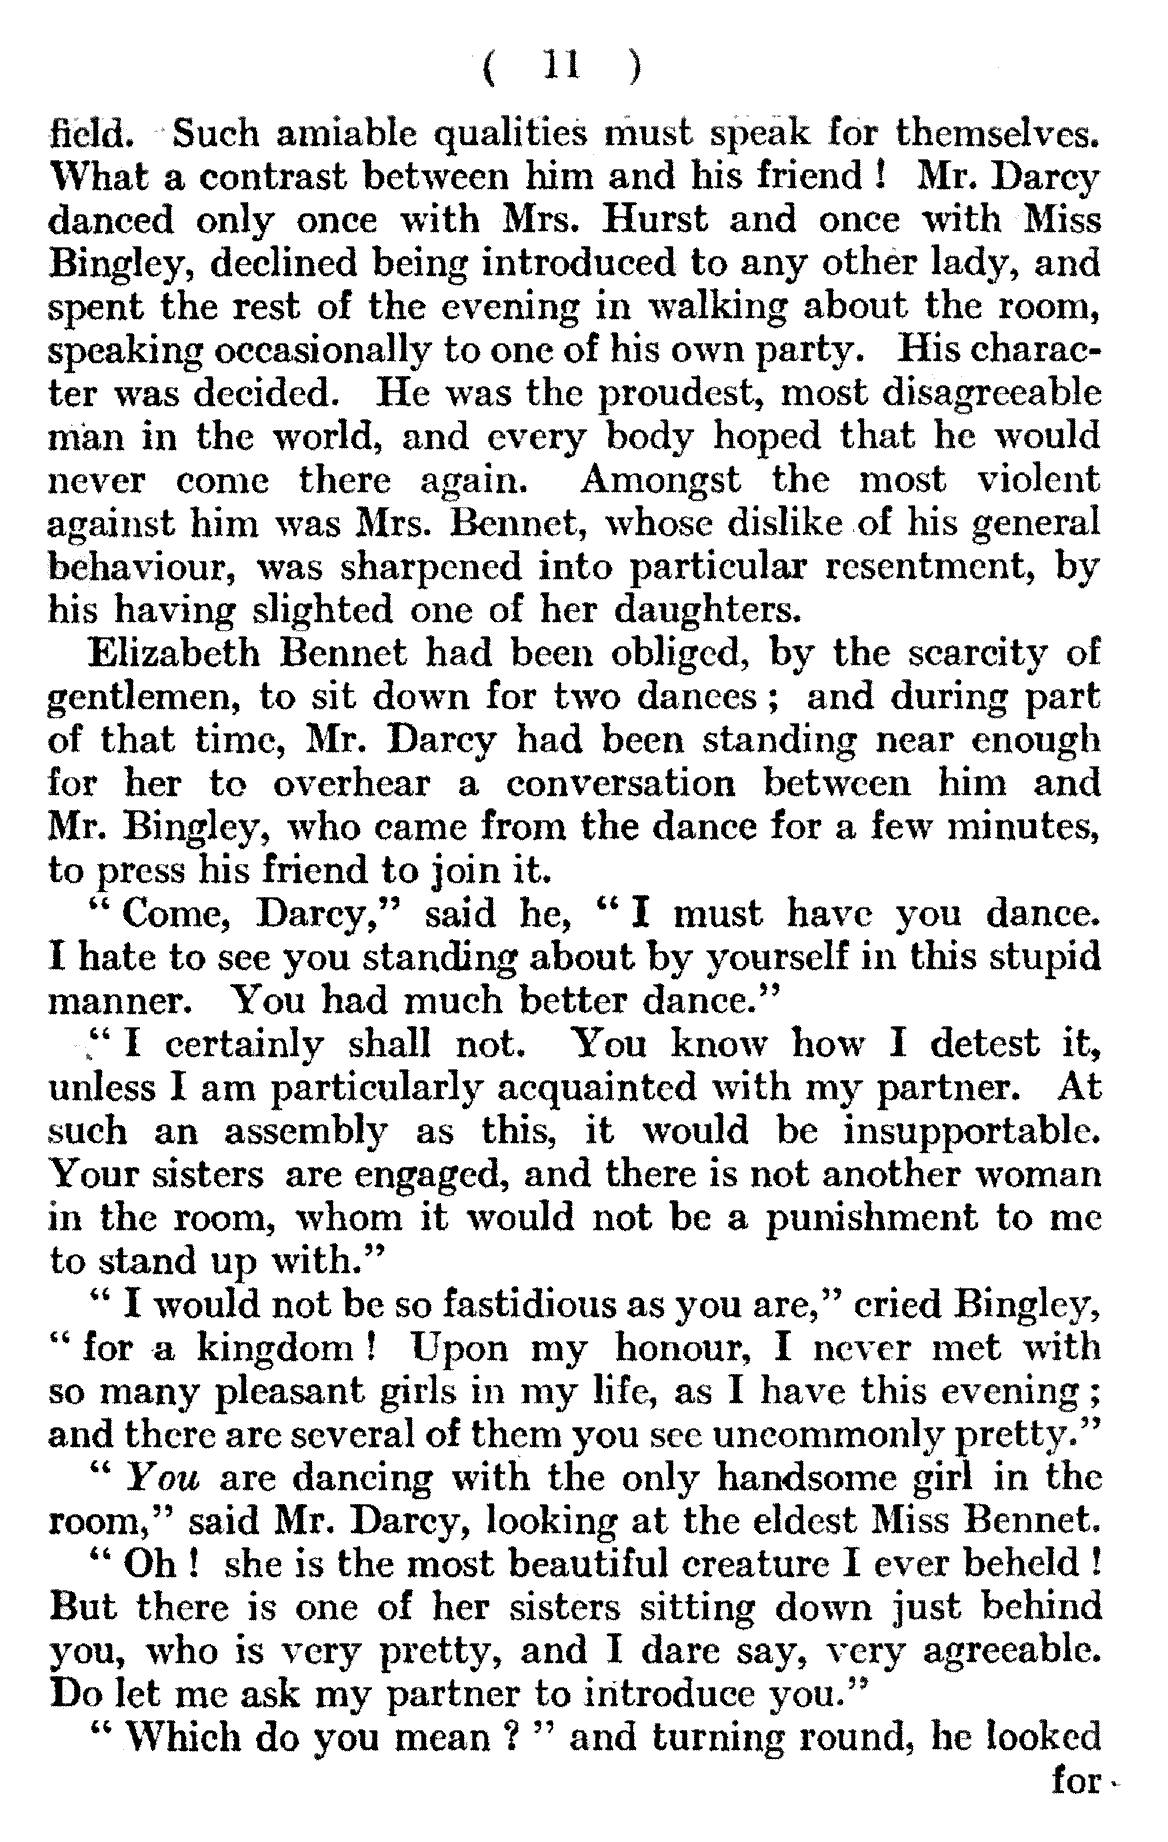 ( 11 )
field. Such amiable qualities must speak for themselves.
What a contrast between him and his friend ! Mr. Darcy
danced only once with Mrs. Hurst and once with Miss
Bingley, declined being introduced to any other lady, and
spent the rest of the evening in walking about the room,
speaking occasionally to one of his own party. His charac-
ter was decided. He was the proudest, most disagreeable
man in the world, and every body hoped that he would
never come there again. Amongst the most violent
against him was Mrs. Bennet, whose dislike of his general
behaviour, was sharpened into particular resentment, by
his having slighted one of her daughters.
Elizabeth Bennet had been obliged, by the scarcity of
gentlemen, to sit down for two dances ; and during part
of that time, Mr. Darcy had been standing near enough
for her to overhear a conversation between him and
Mr. Bingley, who came from the dance for a few minutes,
to press his friend to join it.
“ Come, Darcy,” said he, “ I must have you dance.
I hate to see you standing about by yourself in this stupid
manner. You had much better dance.”
“ I certainly shall not. You know how I detest it,
unless I am particularly acquainted with my partner. At
such an assembly as this, it would be insupportable.
Your sisters are engaged, and there is not another woman
in the room, whom it would not be a punishment to me
to stand up with.”
“ I would not be so fastidious as you are,” cried Bingley,
“ for a kingdom ! Upon my honour, I never met with
so many pleasant girls in my life, as I have this evening ;
and there are several of them you see uncommonly pretty.”
“ You are dancing with the only handsome girl in the
room,” said Mr. Darcy, looking at the eldest Miss Bennet.
“ Oh ! she is the most beautiful creature I ever beheld !
But there is one of her sisters sitting down just behind
you, who is very pretty, and I dare say, very agreeable.
Do let me ask my partner to introduce you.”
“ Which do you mean ? ” and turning round, he looked
for